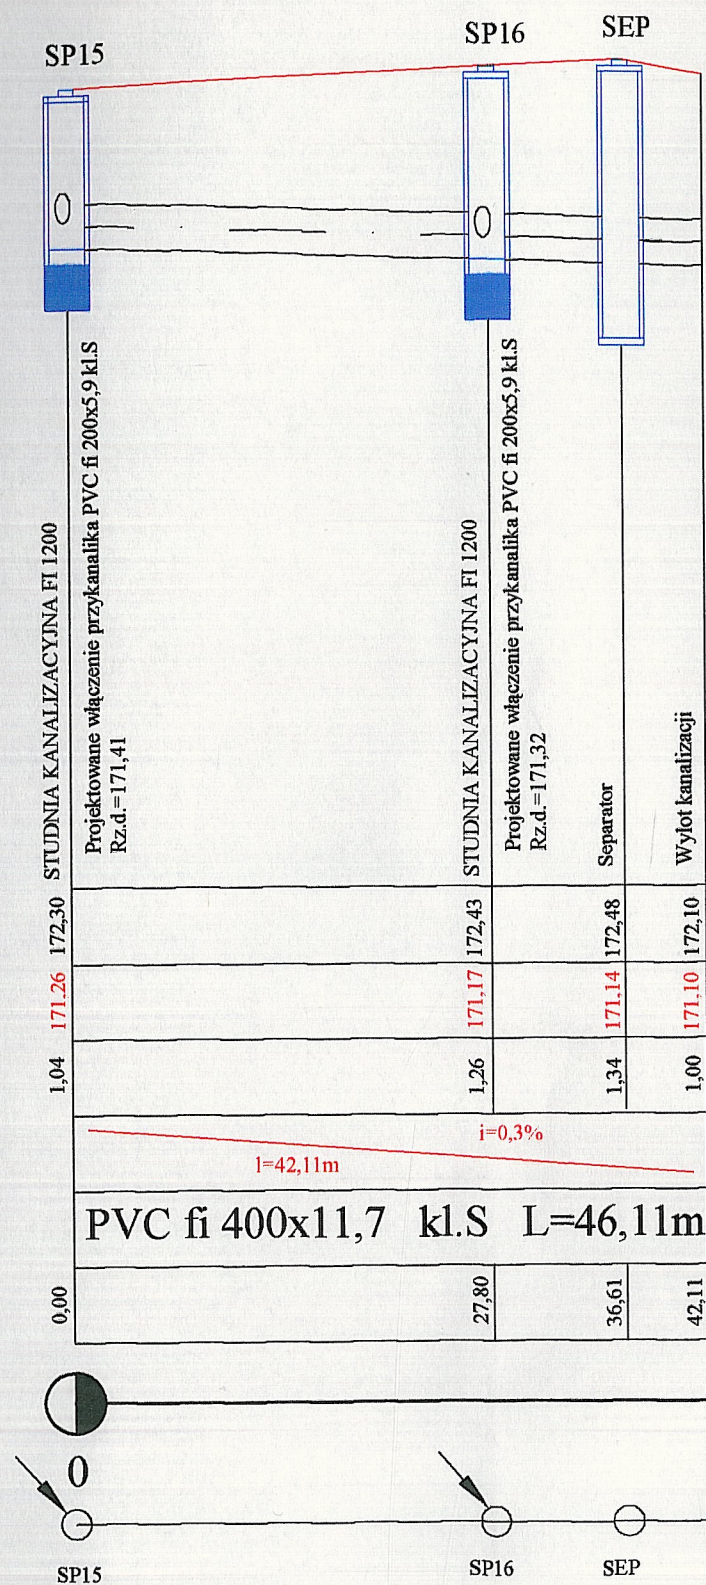 SP15
SP16
SEP
STUDNIA KANALIZACYJNA FI 1200
Projektowane włączenie przykanalika PVC fi 200x5,9 kl.S
Rz.d.=171,41
STUDNIA KANALIZACYJNA FI 1200
Projektowane włączenie przykanalika PVC fi 200x5,9 kl.S
Rz.d.=171,32
Separator
Wylot kanalizacji
172,30
172,43
172,48
172,10
171.26
171,17
171.14
171,10
1,04
1,26
1,34
1,00
i=0,3%
l=42,11m
PVC fi 400x11,7 kl.S L=46,11m
0,00
27,80
36,61
42,11
0
SP15
SP16
SEP